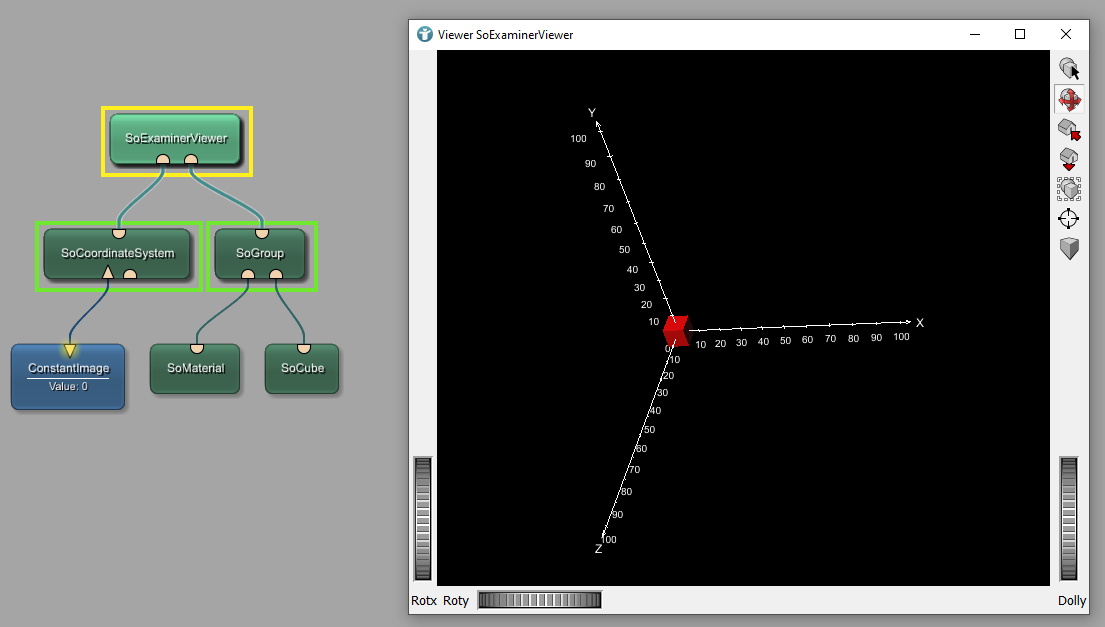 SoExaminerViewer
SoCoordinateSystem
SoGroup
ConstantImage
Value: 0
SoMaterial
SoCube
Viewer SoExaminerViewer
Y
100
90
80
70
60
50
40
30
20
10
X
10 20 30 40 50 60 70 80 90 100
0
10
20
30
40
50
60
70
80
90
100
Z
Rotx Roty
Dolly